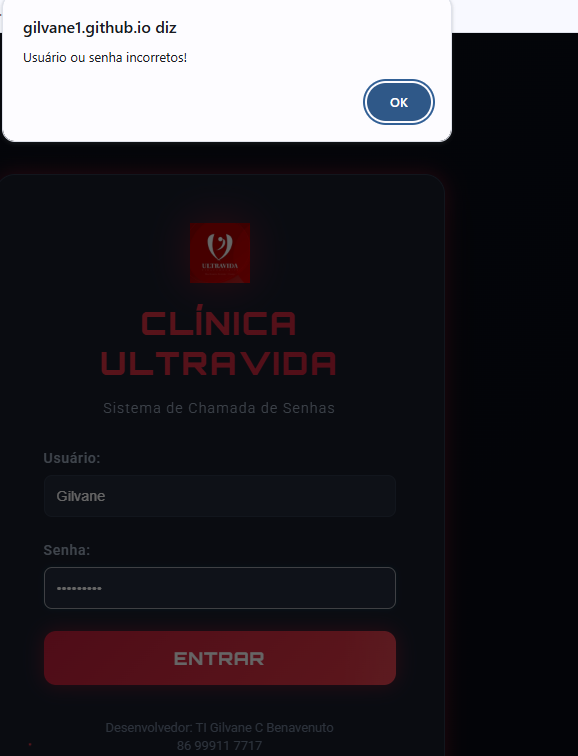 gilvane1.github.io diz
Usuário ou senha incorretos!
OK
ULTRAVIDA
CLÍNICA
ULTRAVIDA
Sistema de Chamada de Senhas
Usuário:
Gilvane
Senha:
•••••••••
ENTRAR
Desenvolvedor: TI Gilvane C Benavenuto
86 99911 7717